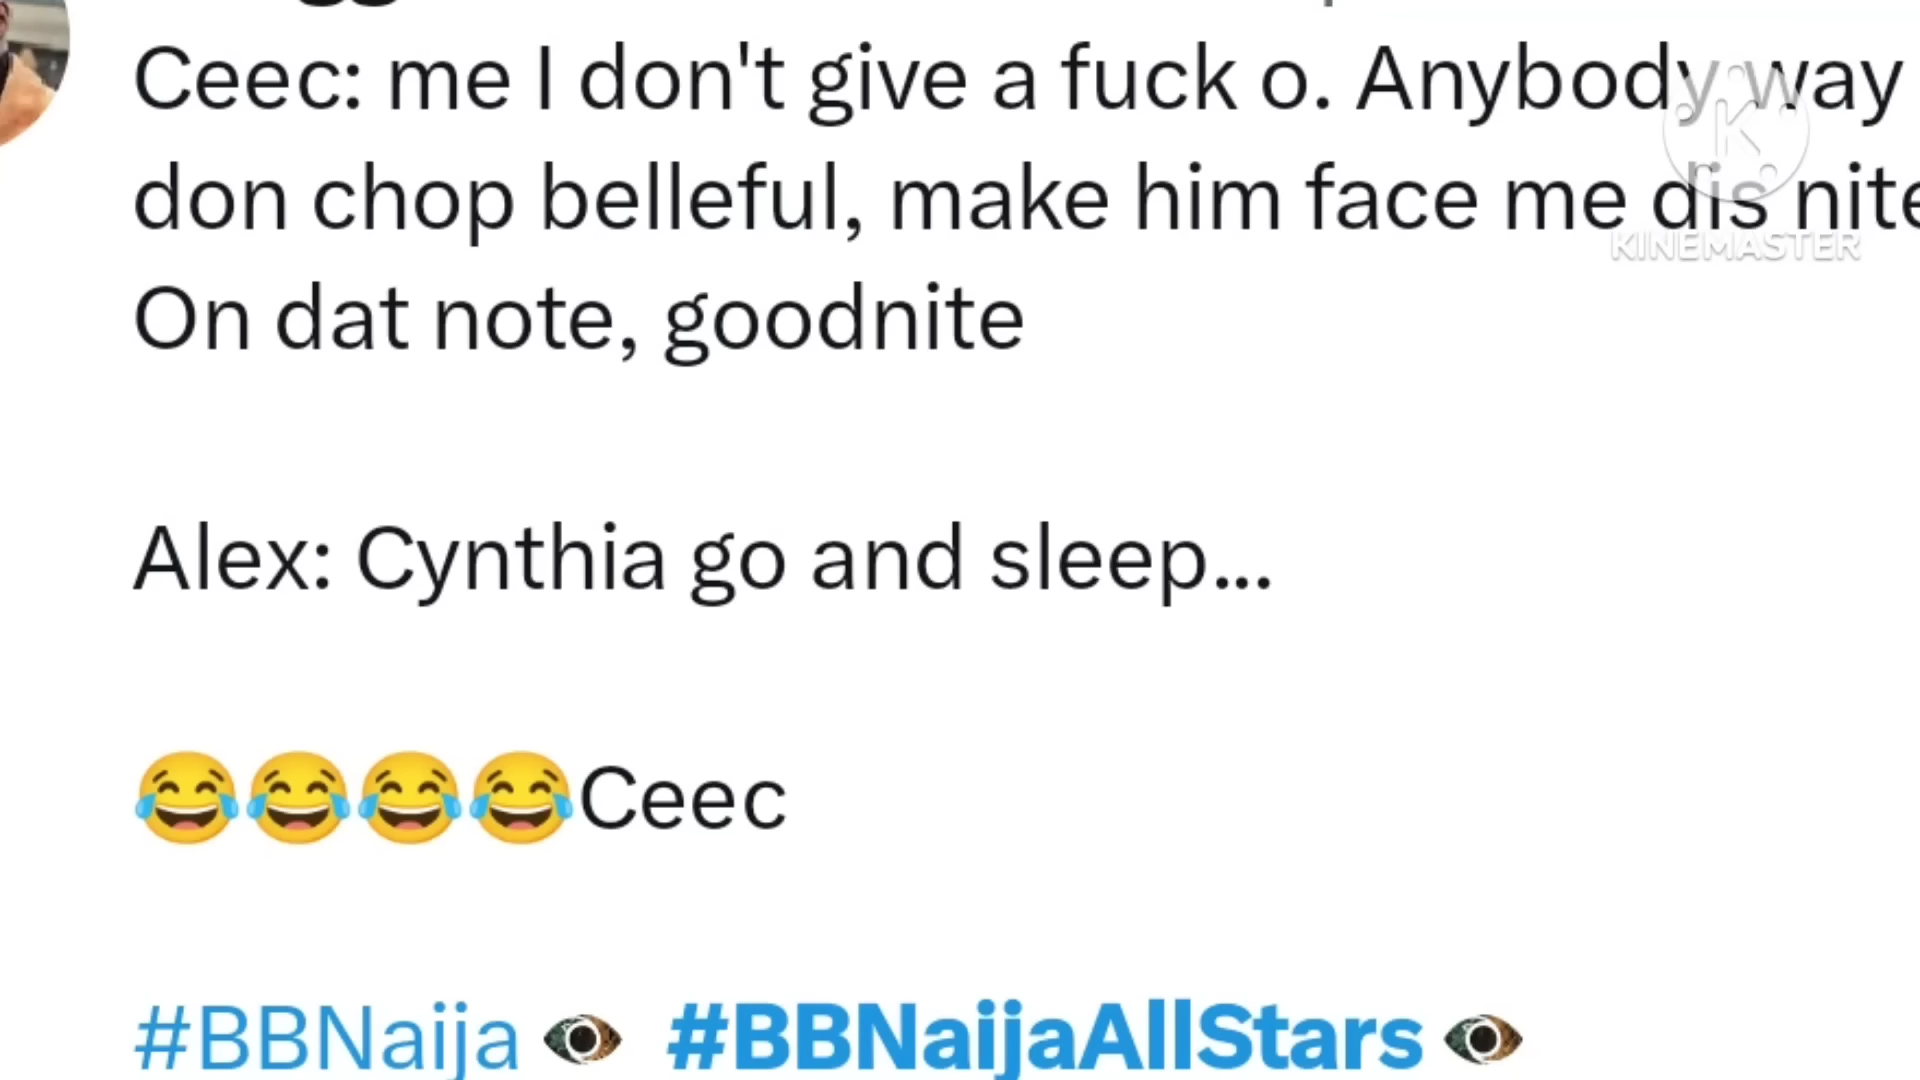 Ceec: me I don't give a fuck o. Anybody way
don chop belleful, make him face me dis nite
On dat note, goodnite
Alex: Cynthia go and sleep...
😂😂😂😂Ceec
#BBNaija #BBNaijaAllStars
KINEMASTER